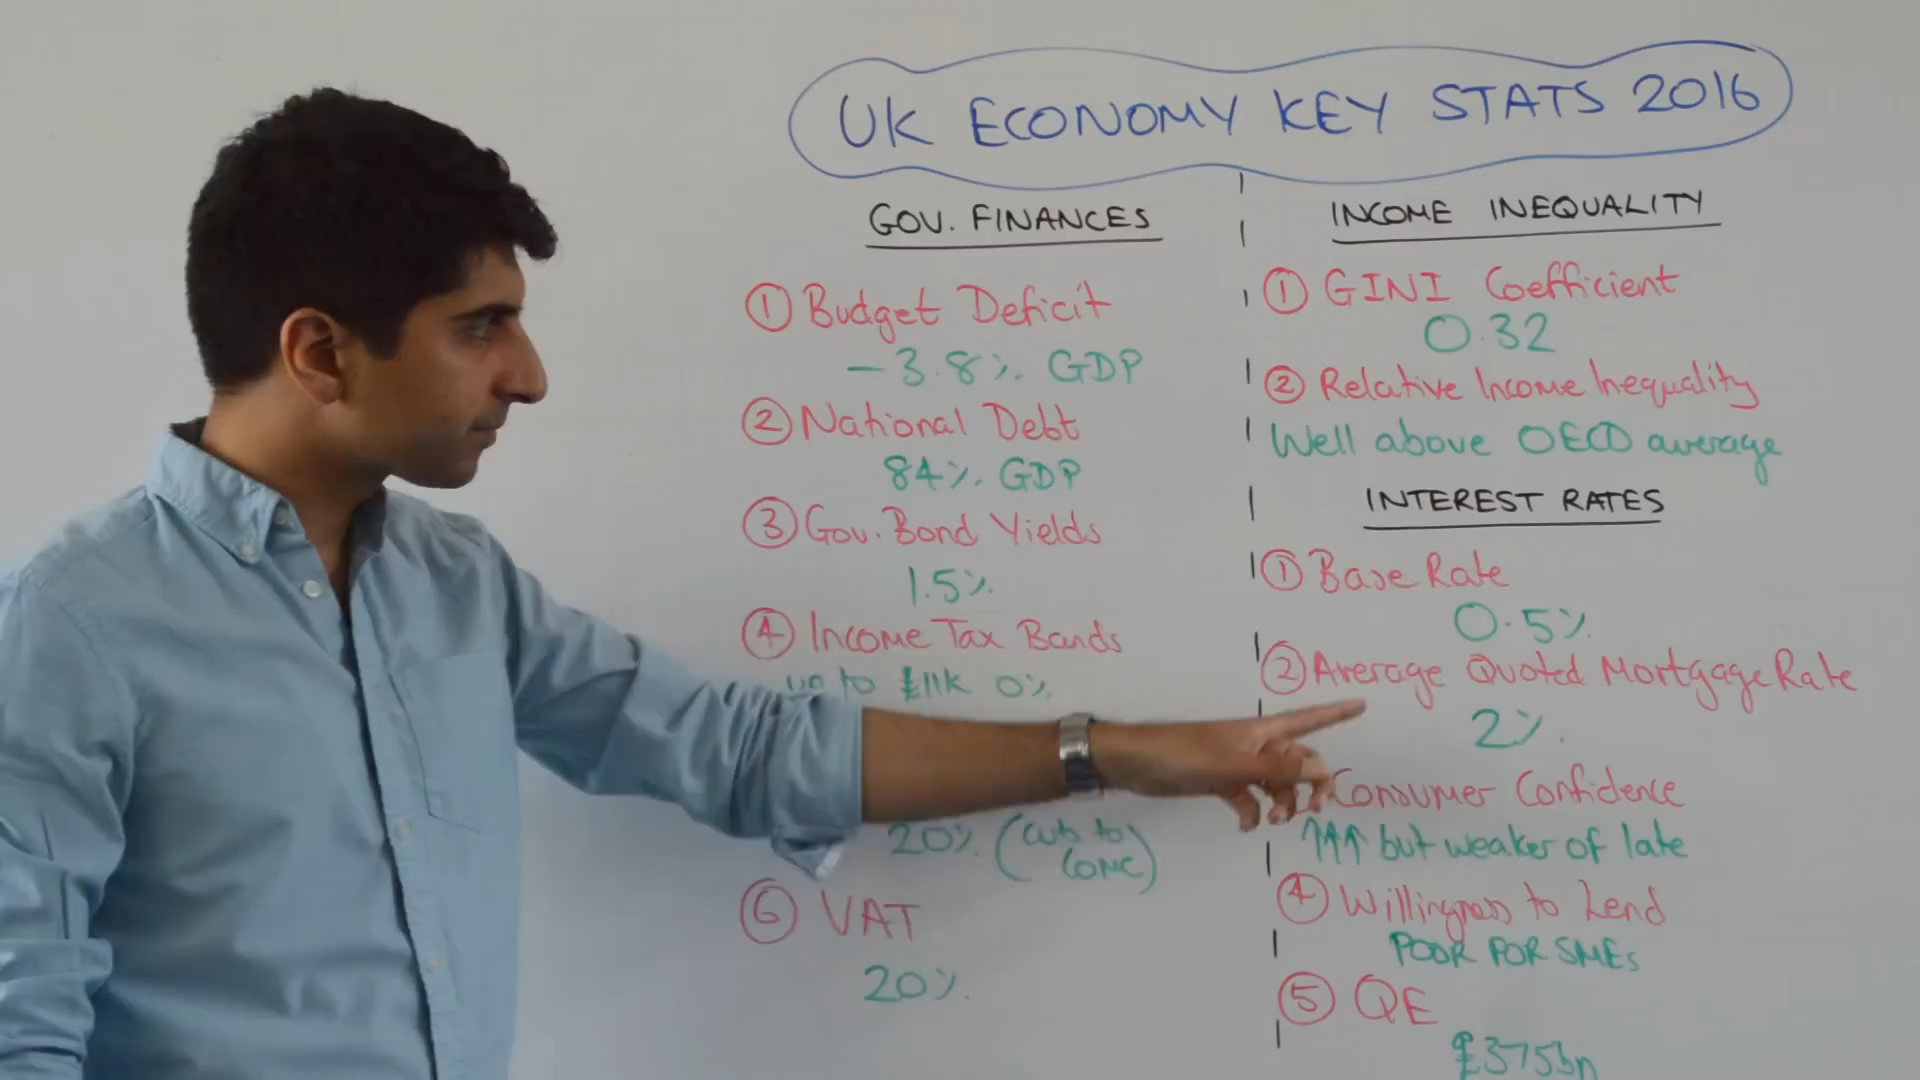 UK ECONOMY KEY STATS 2016
GOV. FINANCES
① Budget Deficit
-3.8% GDP
② National Debt
84% GDP
③ Gov. Bond Yields
1.5%
④ Income Tax Bands
up to £11K 0%
20% (cuts to come)
⑥ VAT
20%
INCOME INEQUALITY
① GINI Coefficient
0.32
② Relative Income Inequality
Well above OECD average
INTEREST RATES
① Base Rate
0.5%
② Average Quoted Mortgage Rate
2%
Consumer Confidence
↑↑↑ but weaker of late
④ Willingness to Lend
POOR FOR SMEs
⑤ QE
£375bn